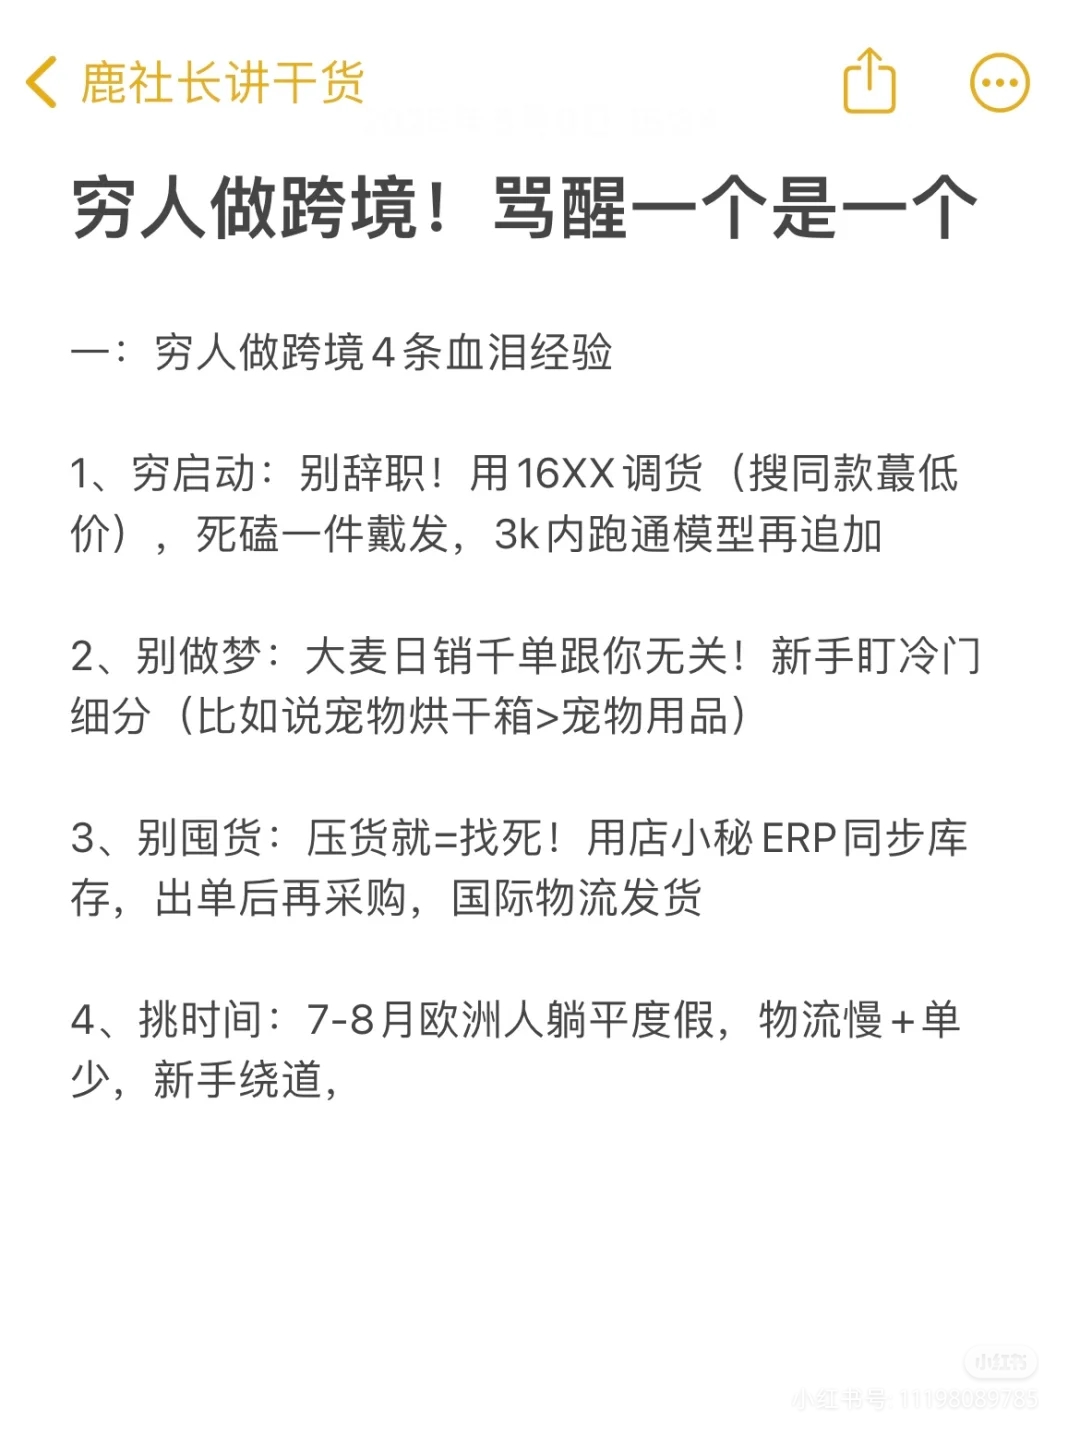 鹿社长讲干货
穷人做跨境！骂醒一个是一个
一：穷人做跨境4条血泪经验
1、穷启动：别辞职！用16XX调货（搜同款蕞低
价），死磕一件戴发，3k内跑通模型再追加
2、别做梦：大麦日销千单跟你无关！新手盯冷门
细分（比如说宠物烘干箱>宠物用品）
3、别囤货：压货就=找死！用店小秘ERP同步库
存，出单后再采购，国际物流发货
4、挑时间：7-8月欧洲人躺平度假，物流慢+单
少，新手绕道，
小红书
小红书号: 11198089785